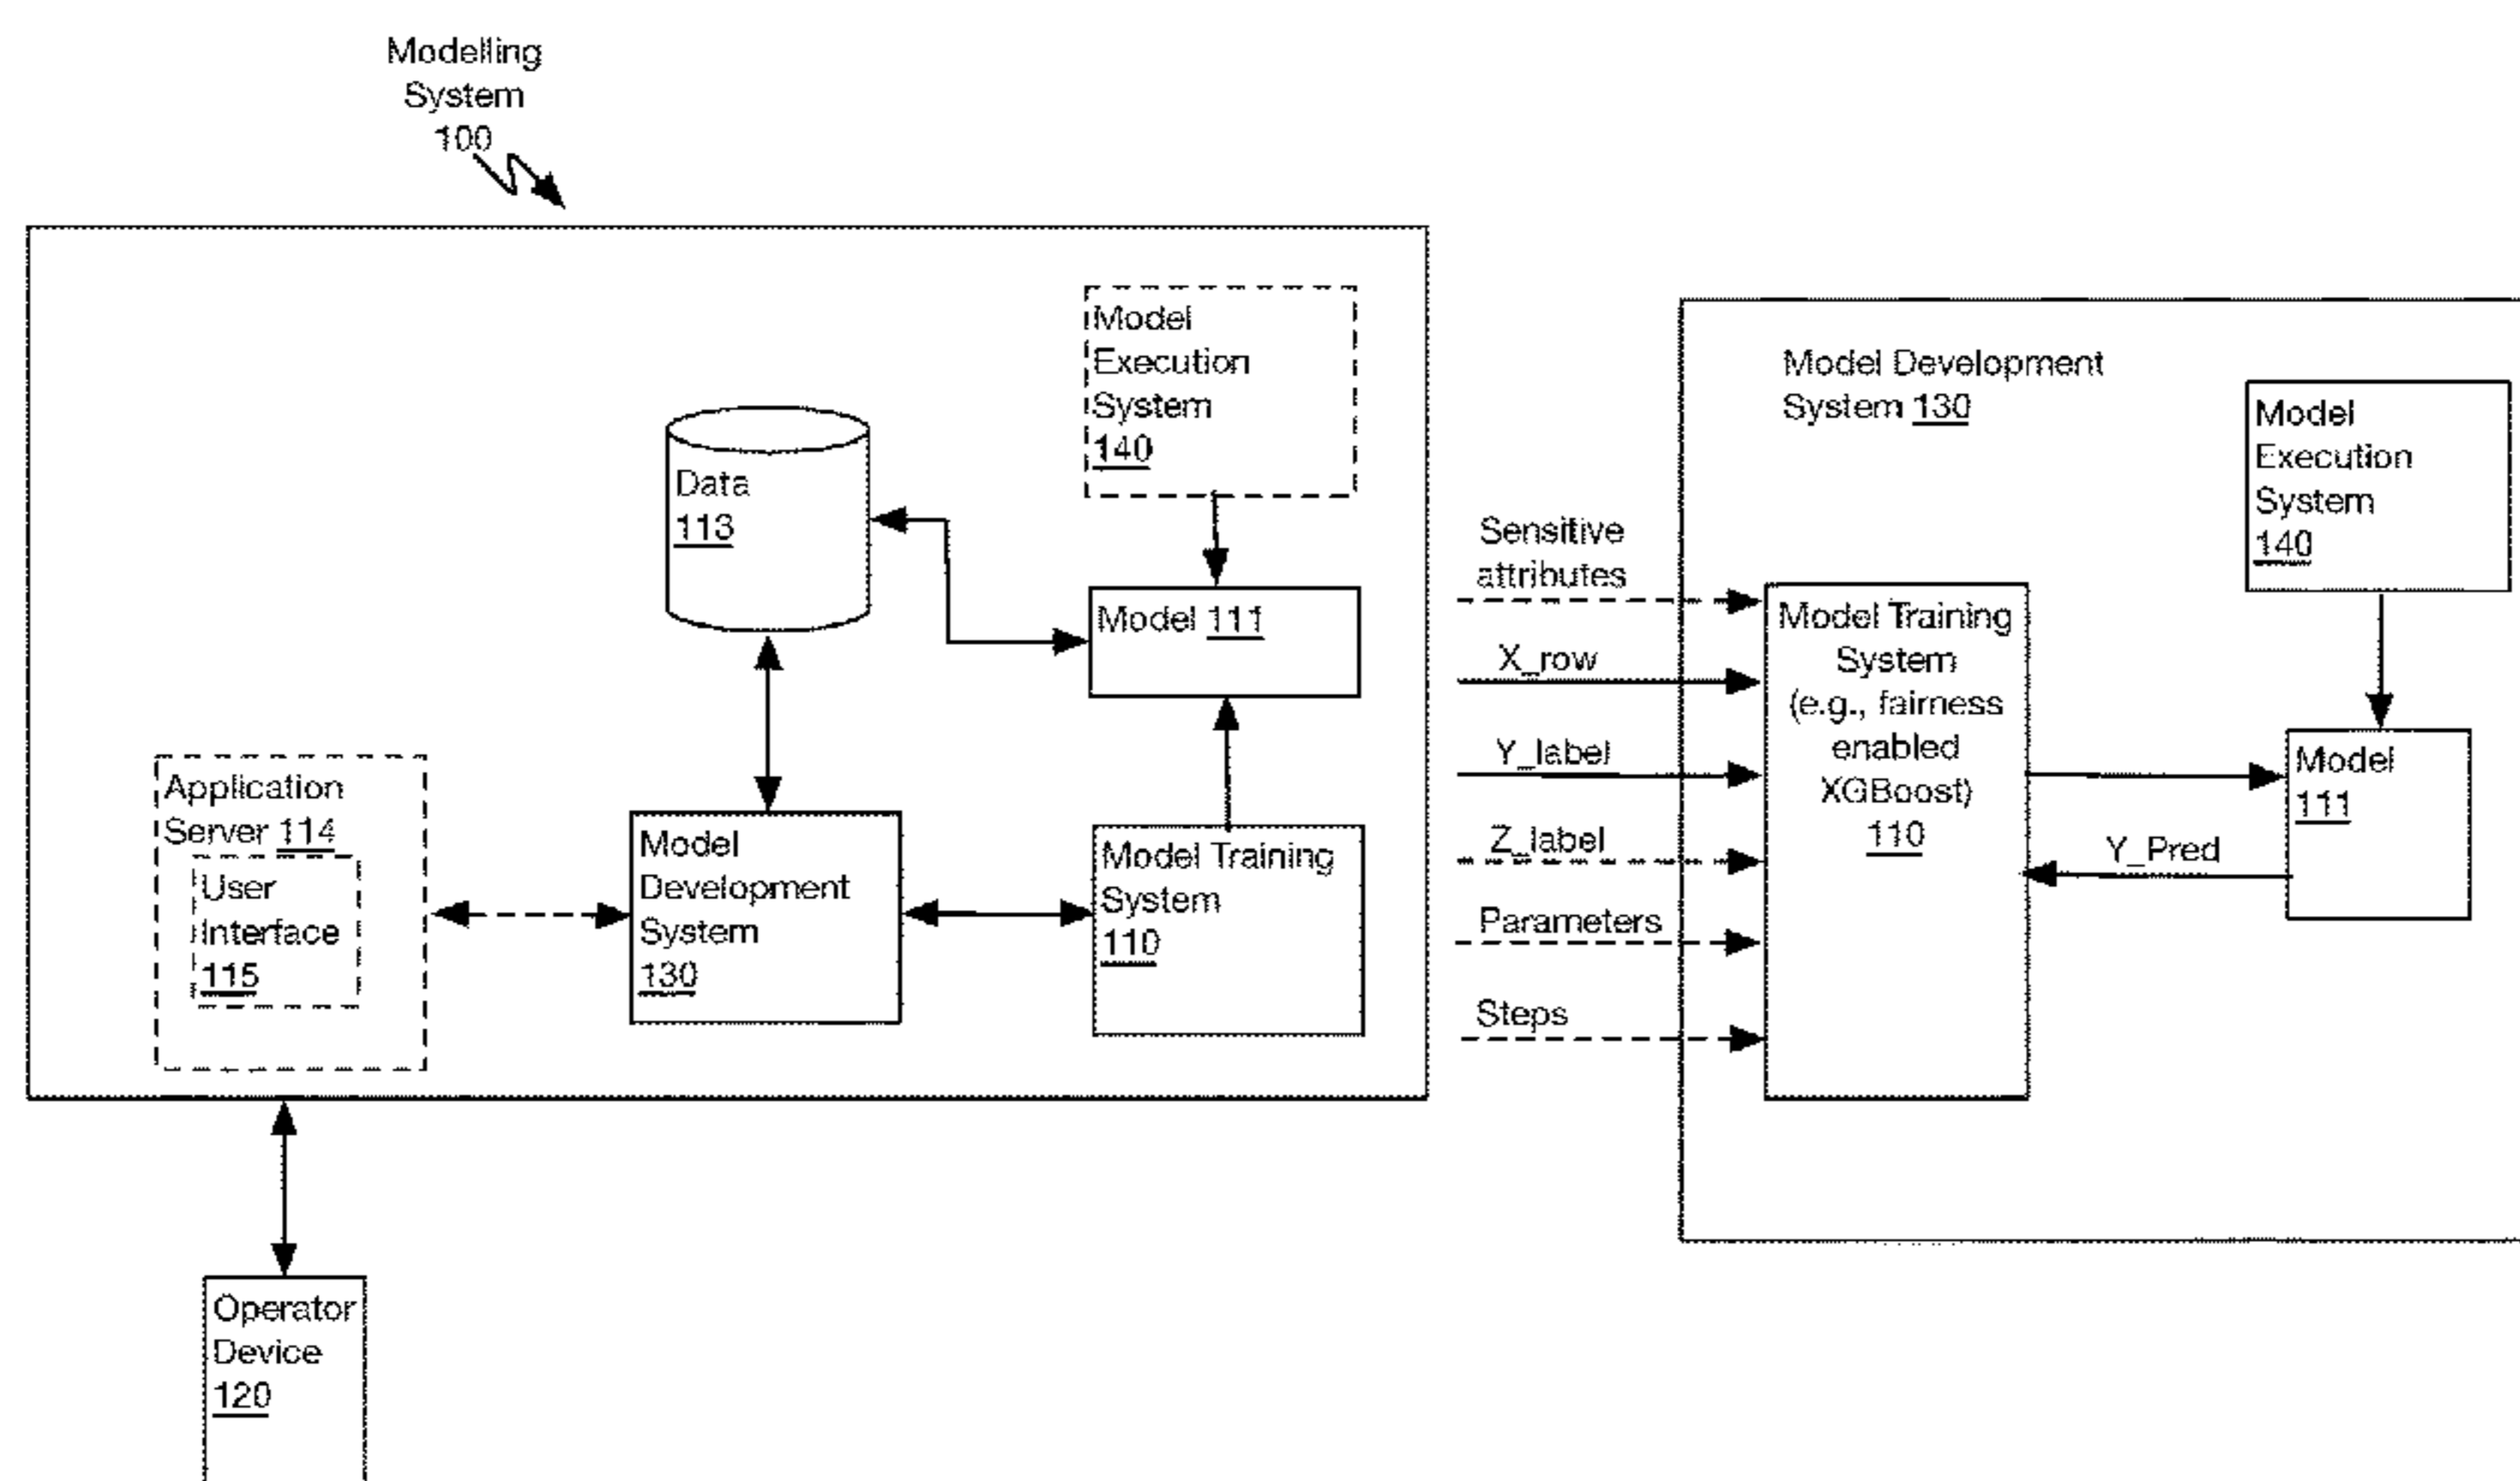 Modelling
System
100
Model
Execution
System
140
Data
113
Model 111
Application
Server 114
User
Interface
115
Model
Development
System
130
Model Training
System
110
Operator
Device
120
Sensitive
attributes
X_row
Y_label
Z_label
Parameters
Steps
Model Development
System 130
Model
Execution
System
140
Model Training
System
(e.g., fairness
enabled
XGBoost)
110
Model
111
Y_Pred